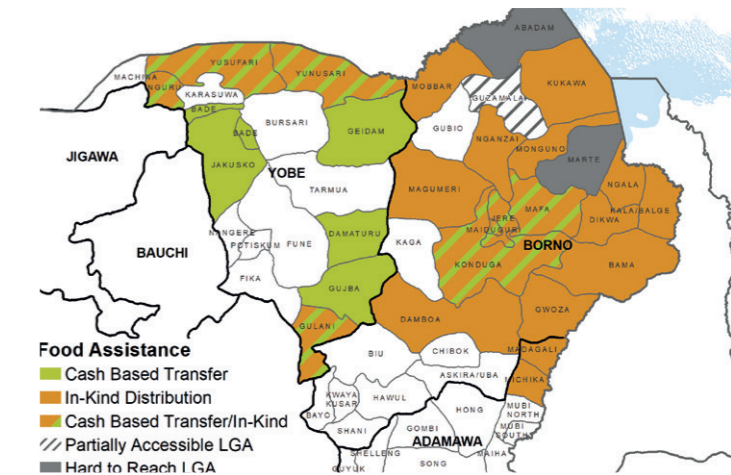 ABADAM
YUSUFARI
MACHINA
YUNUSARI
MOBBAR
KUKAWA
NGURU
KARASUWA
GUZAMALA
BADE
BURSARI
GEIDAM
GUBIO
NGANZAI
BADE
MONGUNO
JIGAWA
JAKUSKO
MARTE
YOBE
NGALA
TARMUA
MAGUMERI
MAFA
KALA/BALGE
JERE
DIKWA
MAIDUGURI
NANGERE
DAMATURU
BORNO
FUNE
KAGA
POTISKUM
BAUCHI
KONDUGA
BAMA
FIKA
GUJBA
GWOZA
GULANI
DAMBOA
Food Assistance
Cash Based Transfer
In-Kind Distribution
Cash Based Transfer/In-Kind
Partially Accessible LGA
Hard to Reach LGA
MADAGALI
BIU
CHIBOK
ASKIRA/UBA
MICHIKA
KWAYA
KUSAR
HAWUL
BAYO
HONG
MUBI
NORTH
SHANI
GOMBI
MUBI
SOUTH
ADAMAWA
SHELLENG
MAIHA
SONG
GUYUK